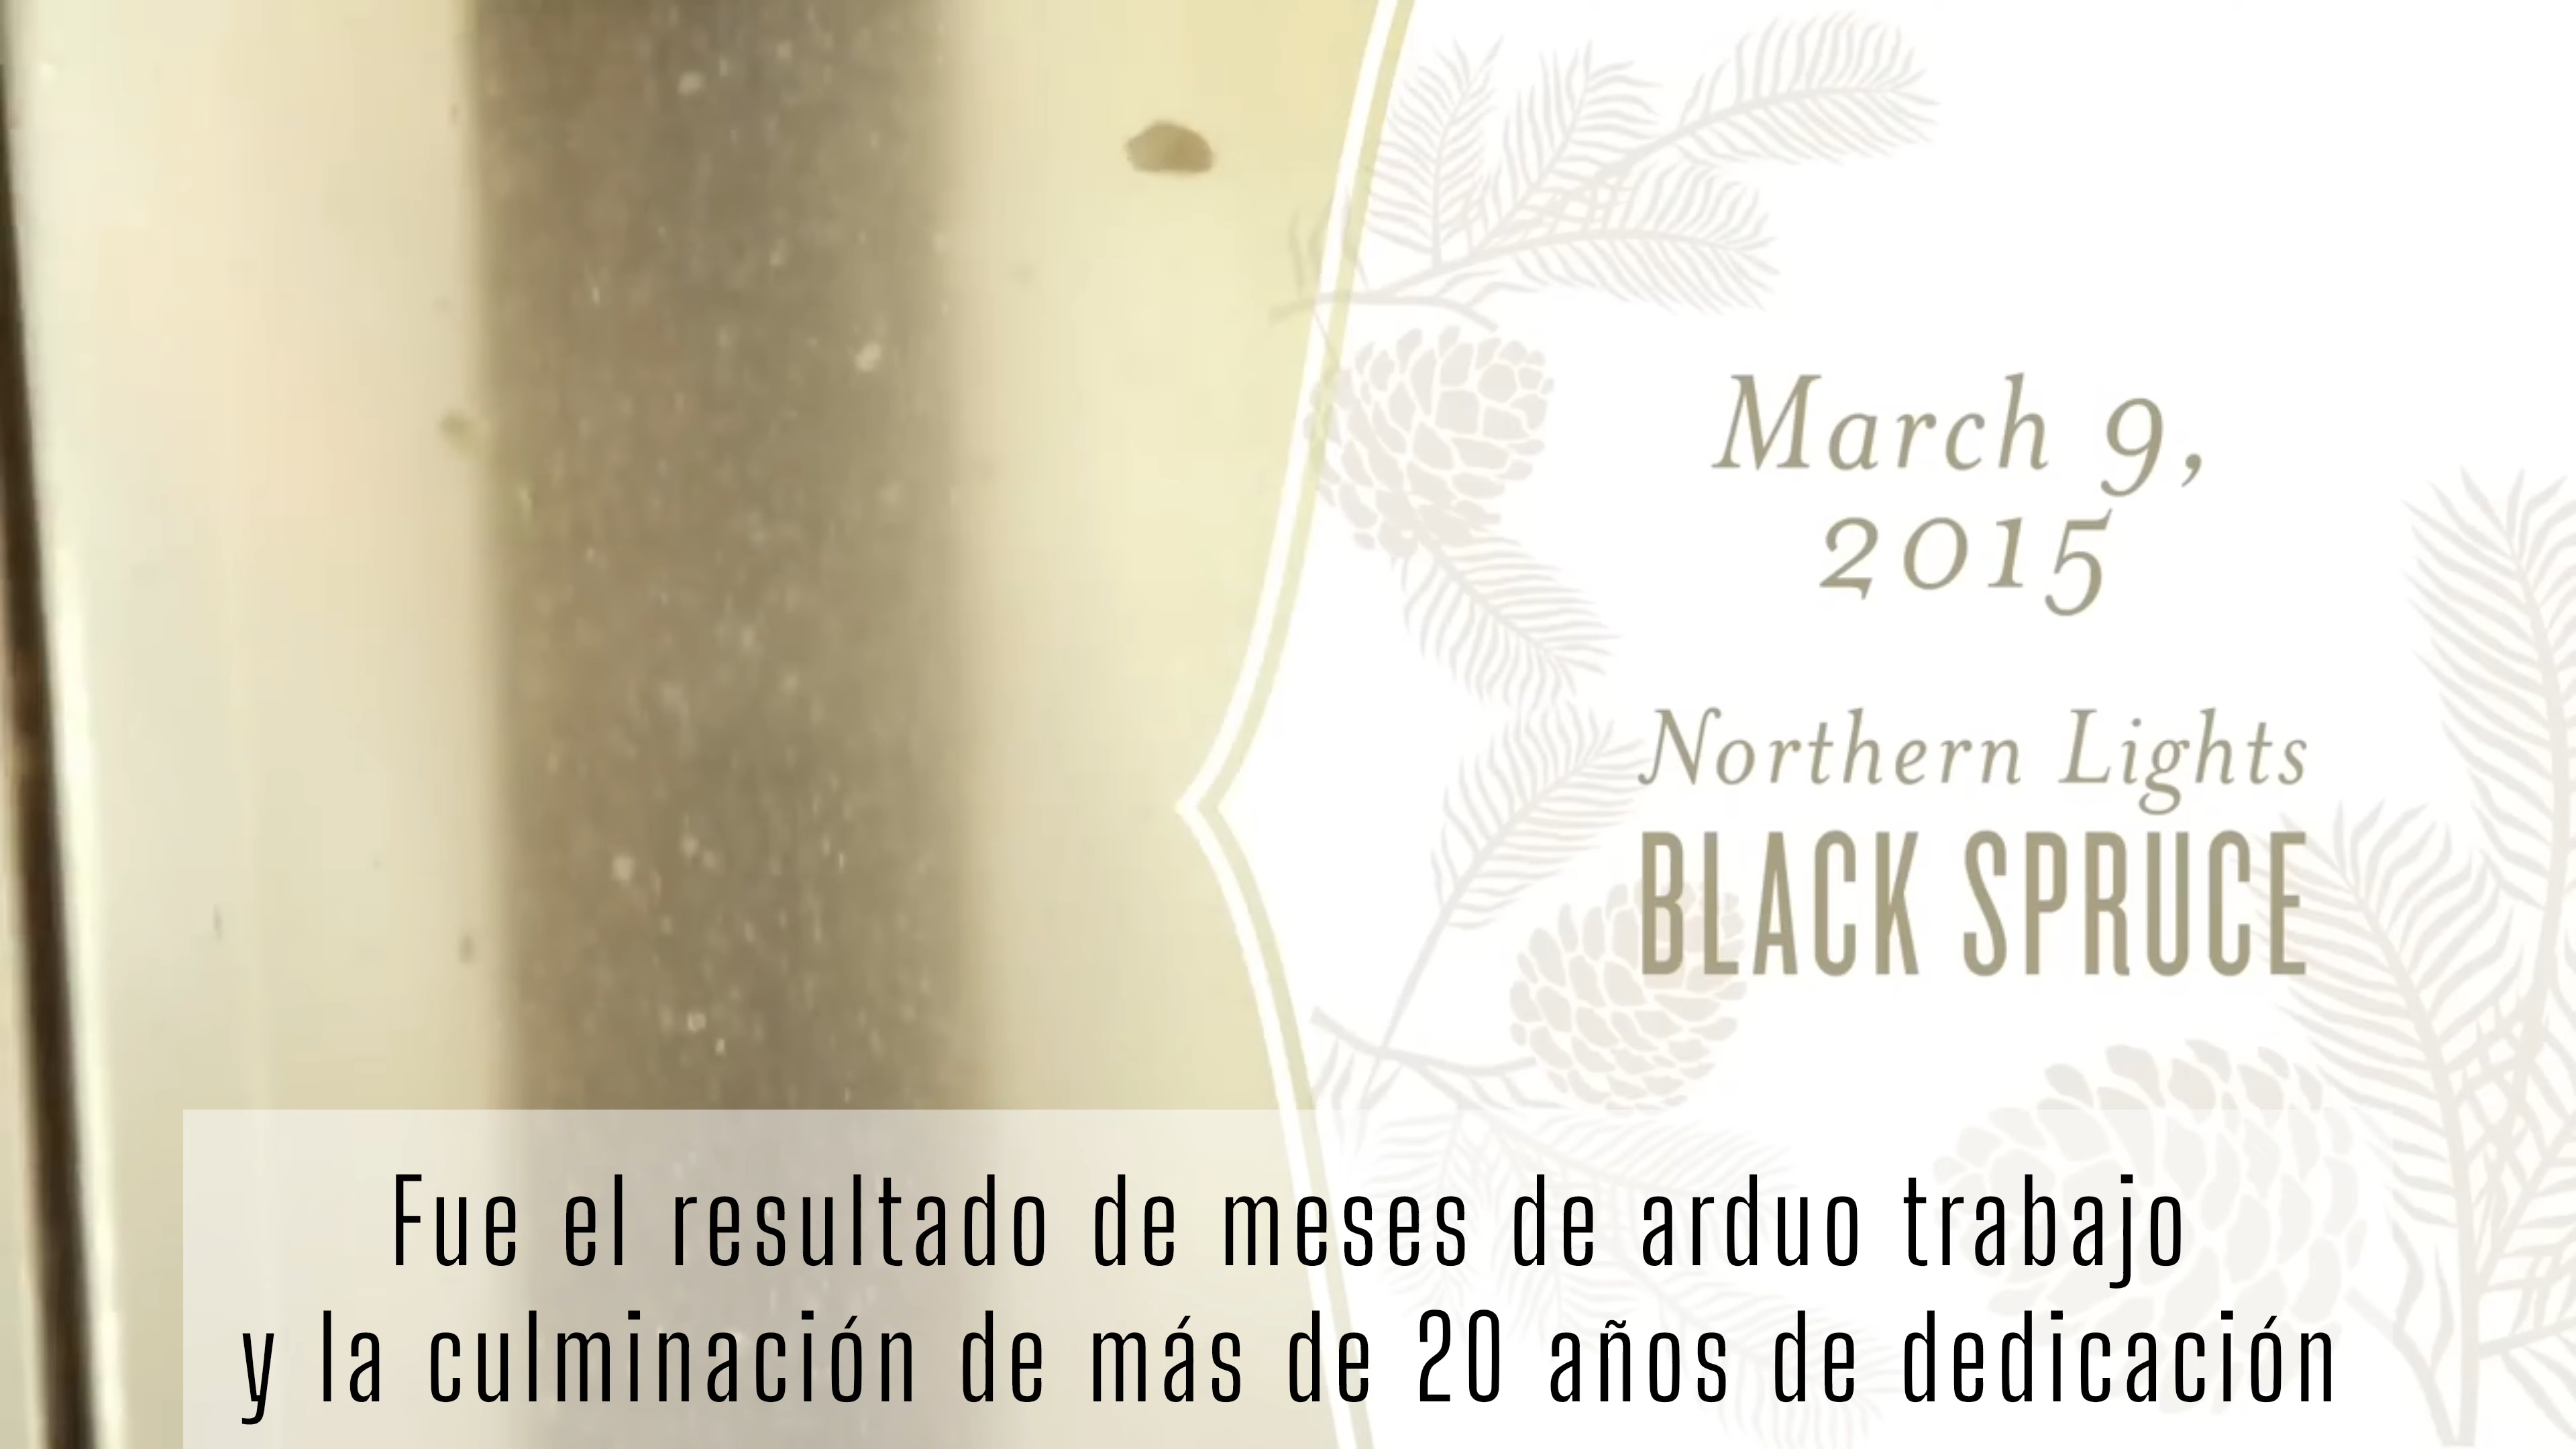 March 9,
2015
Northern Lights
BLACK SPRUCE
Fue el resultado de meses de arduo trabajo
y la culminación de más de 20 años de dedicación